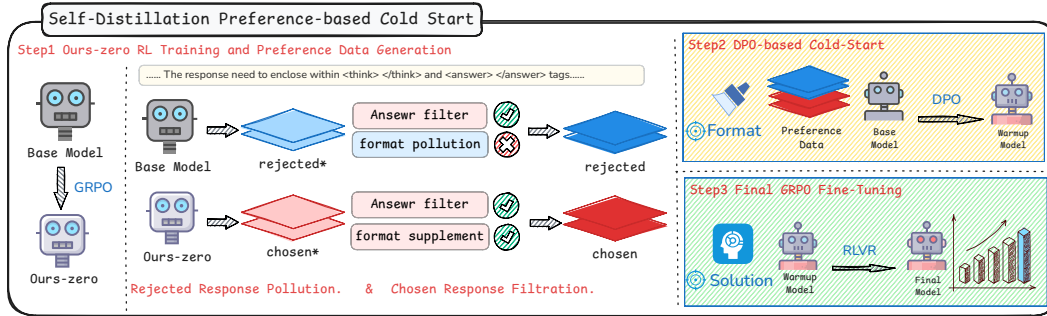 Self-Distillation Preference-based Cold Start
Step1 Ours-zero RL Training and Preference Data Generation
...... The response need to enclose within <think> </think> and <answer> </answer> tags......
Base Model
GRPO
Ours-zero
Base Model
rejected*
Ansewr filter
format pollution
rejected
Ours-zero
chosen*
Ansewr filter
format supplement
chosen
Rejected Response Pollution. & Chosen Response Filtration.
Step2 DPO-based Cold-Start
Format
Preference
Data
Base
Model
DPO
Warmup
Model
Step3 Final GRPO Fine-Tuning
Solution
Warmup
Model
RLVR
Final
Model